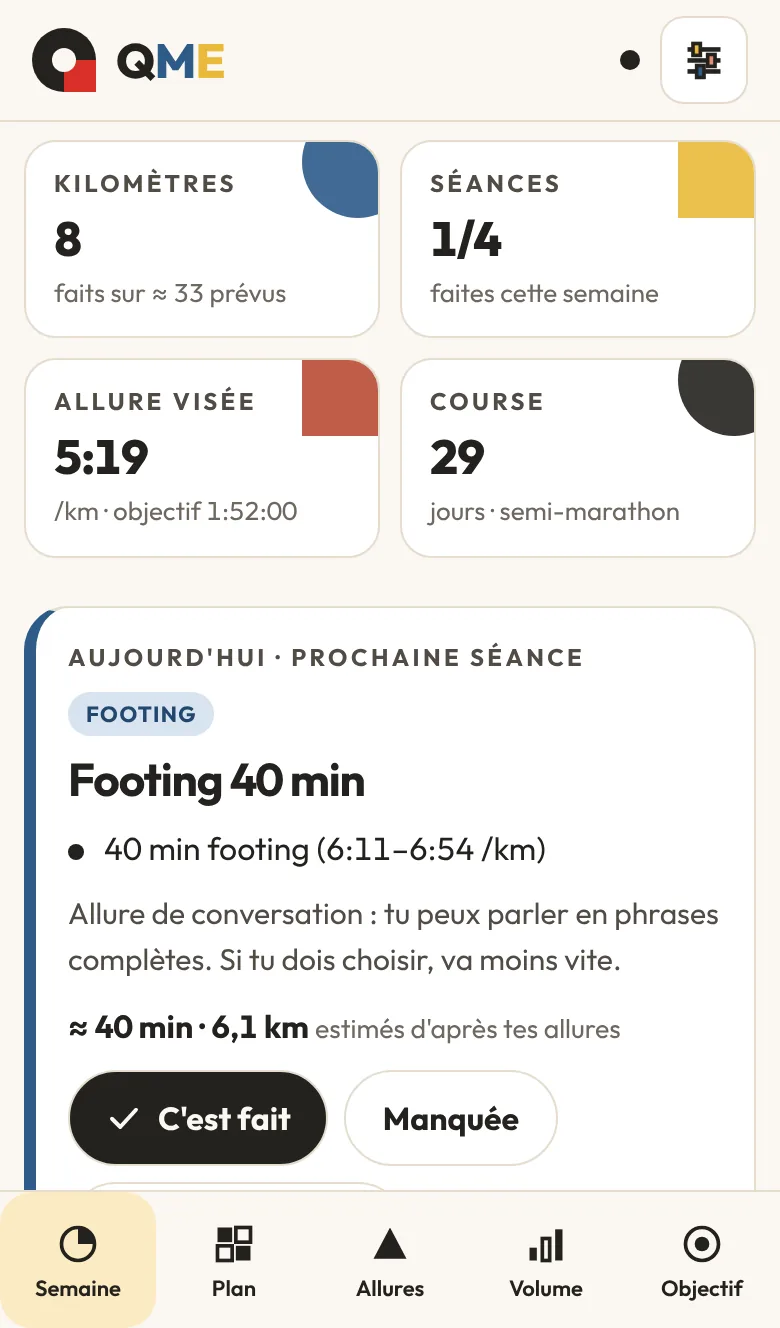 QME
KILOMÈTRES
8
faits sur ≈ 33 prévus
SÉANCES
1/4
faites cette semaine
ALLURE VISÉE
5:19
/km · objectif 1:52:00
COURSE
29
jours · semi-marathon
AUJOURD'HUI · PROCHAINE SÉANCE
FOOTING
Footing 40 min
40 min footing (6:11–6:54 /km)
Allure de conversation : tu peux parler en phrases
complètes. Si tu dois choisir, va moins vite.
≈ 40 min · 6,1 km estimés d'après tes allures
C'est fait
Manquée
Semaine
Plan
Allures
Volume
Objectif